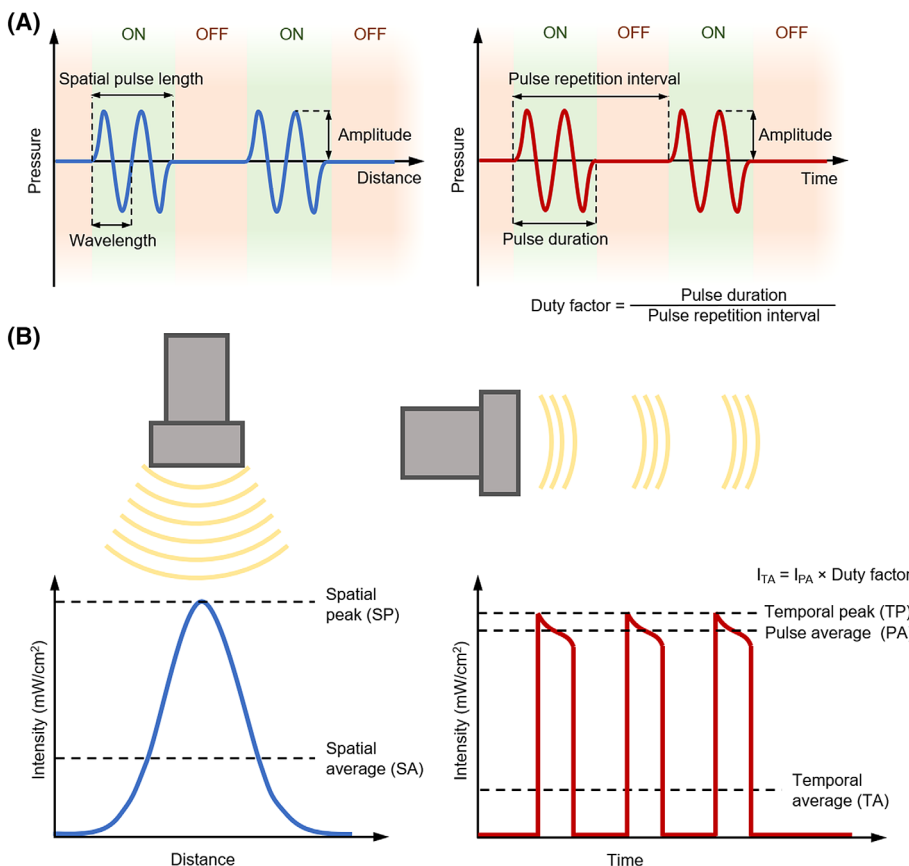 (A)
ON OFF ON OFF
Spatial pulse length
Amplitude
Pressure
Distance
Wavelength
ON OFF ON OFF
Pulse repetition interval
Amplitude
Pressure
Time
Pulse duration
Duty factor = Pulse duration
Pulse repetition interval
(B)
Spatial
peak (SP)
Spatial
average (SA)
Intensity (mW/cm²)
Distance
I_TA = I_PA × Duty factor
Temporal peak (TP)
Pulse average (PA
Intensity (mW/cm²)
Temporal
average (TA)
Time